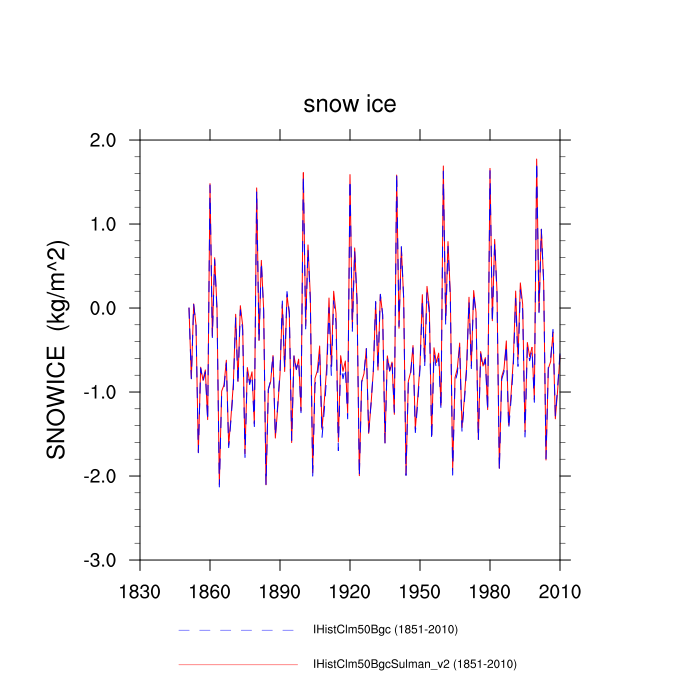 snow ice
SNOWICE (kg/m^2)
2.0
1.0
0.0
-1.0
-2.0
-3.0
1830 1860 1890 1920 1950 1980 2010
IHistClm50Bgc (1851-2010)
IHistClm50BgcSulman_v2 (1851-2010)